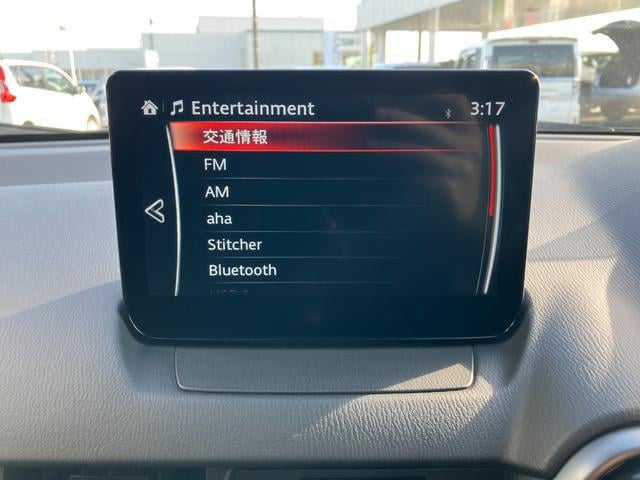 Entertainment
3:17
交通情報
FM
AM
aha
Stitcher
Bluetooth